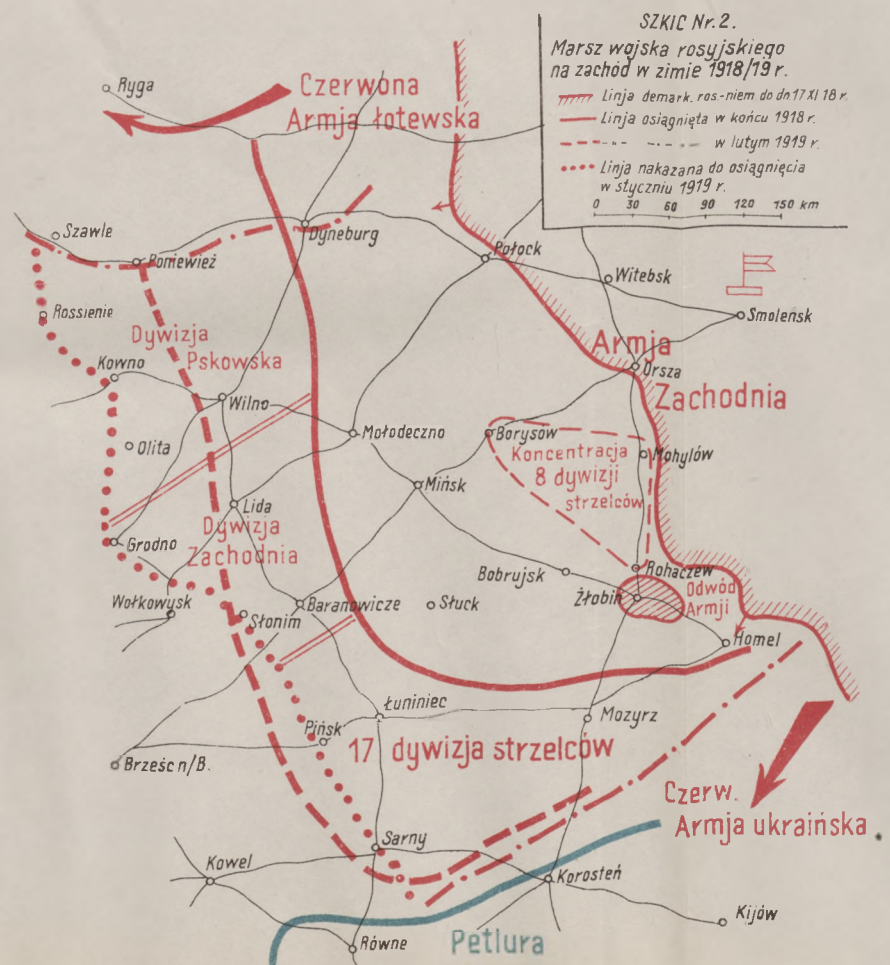 SZKIC Nr. 2.
Marsz wojska rosyjskiego
na zachód w zimie 1918/19 r.
Linja demark. ros.-niem do dn. 17 XI 18 r.
Linja osiągnięta w końcu 1918 r.
w lutym 1919 r.
Linja nakazana do osiągnięcia
w styczniu 1919 r.
0 30 60 90 120 150 km
Ryga
Czerwona
Armja łotewska
Szawle
Dyneburg
Poniewież
Połock
Witebsk
Smoleńsk
Rossienie
Dywizja
Pskowska
Armja
Zachodnia
Orsza
Kowno
Wilno
Olita
Mołodeczno
Borysów
Koncentracja
8 dywizji
strzelców
Mohylów
Mińsk
Lida
Dywizja
Zachodnia
Grodno
Bobrujsk
Rohaczew
Żłobin
Odwód
Armji
Wołkowysk
Słonim
Baranowicze
Słuck
Homel
Łuniniec
Mozyrz
Pińsk
17 dywizja strzelców
Brześć n/B.
Czerw.
Armja ukraińska
Sarny
Kowel
Korosteń
Kijów
Równe
Petlura